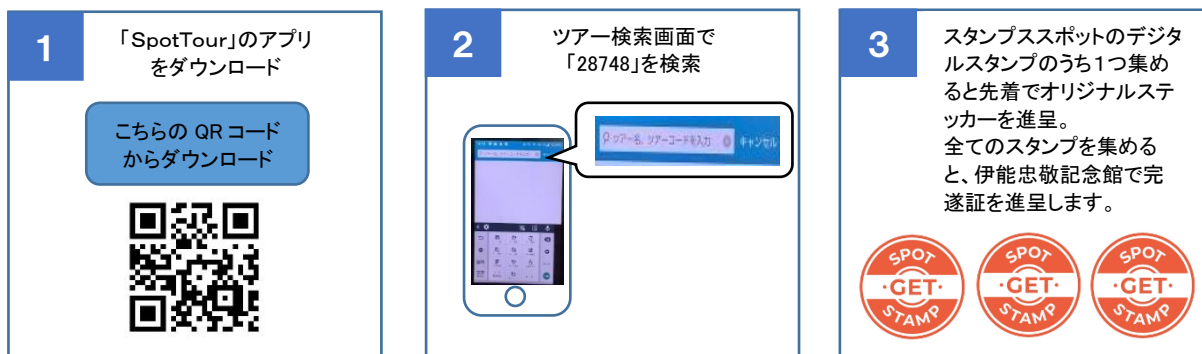 1
「SpotTour」のアプリ
をダウンロード
こちらの QR コード
からダウンロード
2
ツアー検索画面で
「28748」を検索
ツアー名、ツアーコードを入力
キャンセル
3
スタンプススポットのデジタ
ルスタンプのうち１つ集め
ると先着でオリジナルステ
ッカーを進呈。
全てのスタンプを集める
と、伊能忠敬記念館で完
遂証を進呈します。
SPOT
・GET・
STAMP
SPOT
・GET・
STAMP
SPOT
・GET・
STAMP